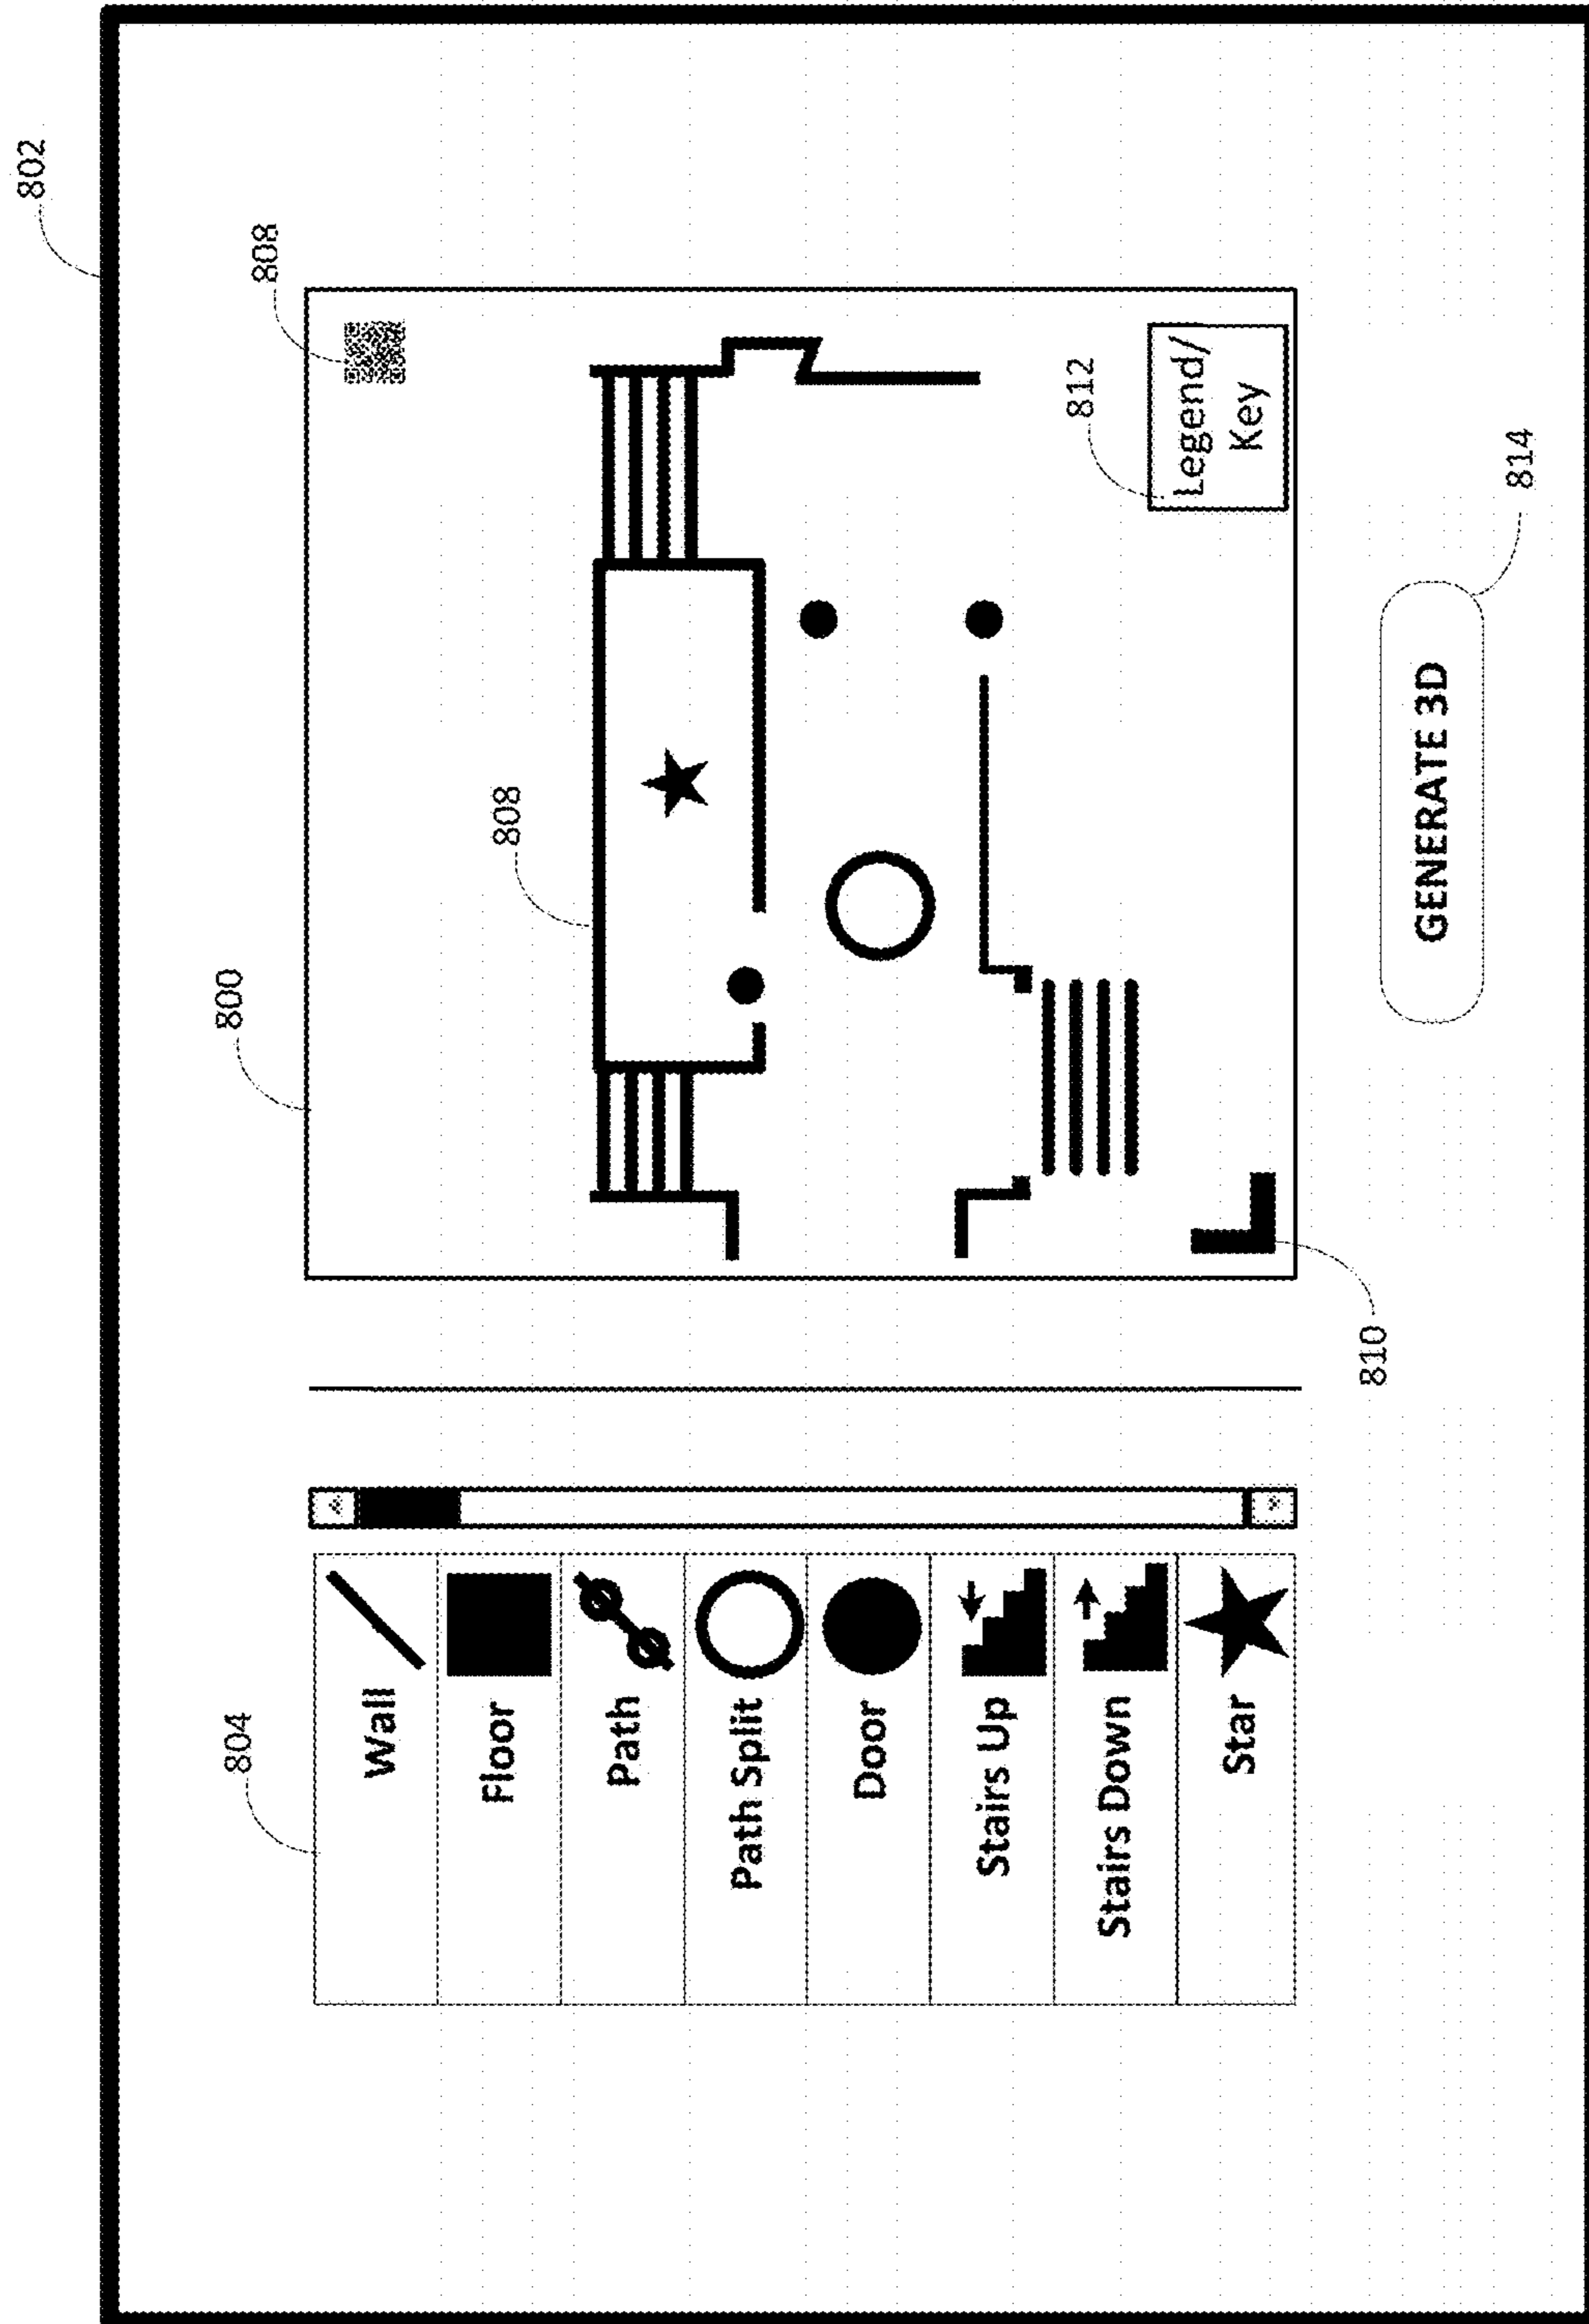 802
804
800
808
Wall
Floor
Path
Path Split
Door
Stairs Up
Stairs Down
Star
808
812
Legend/
Key
810
GENERATE 3D
814